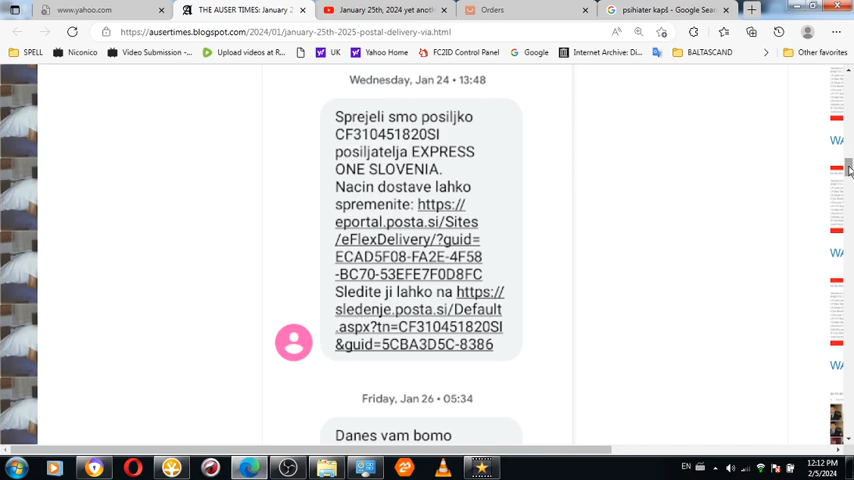 www.yahoo.com
THE AUSER TIMES: January 2
January 25th, 2024 yet anoth
Orders
psihiater kapš - Google Sear
https://ausertimes.blogspot.com/2024/01/january-25th-2025-postal-delivery-via.html
SPELL
Niconico
Video Submission -...
Upload videos at R...
UK
Yahoo Home
FC2ID Control Panel
Google
Internet Archive: Di...
BALTASCAND
Other favorites
Wednesday, Jan 24 • 13:48
Sprejeli smo posiljko
CF310451820SI
posiljatelja EXPRESS
ONE SLOVENIA.
Nacin dostave lahko
spremenite: https://
eportal.posta.si/Sites
/eFlexDelivery/?guid=
ECAD5F08-FA2E-4F58
-BC70-53EFE7F0D8FC
Sledite ji lahko na https://
sledenje.posta.si/Default
.aspx?tn=CF310451820SI
&guid=5CBA3D5C-8386
Friday, Jan 26 • 05:34
Danes vam bomo
WA
WA
WA
WA
EN
12:12 PM
2/5/2024